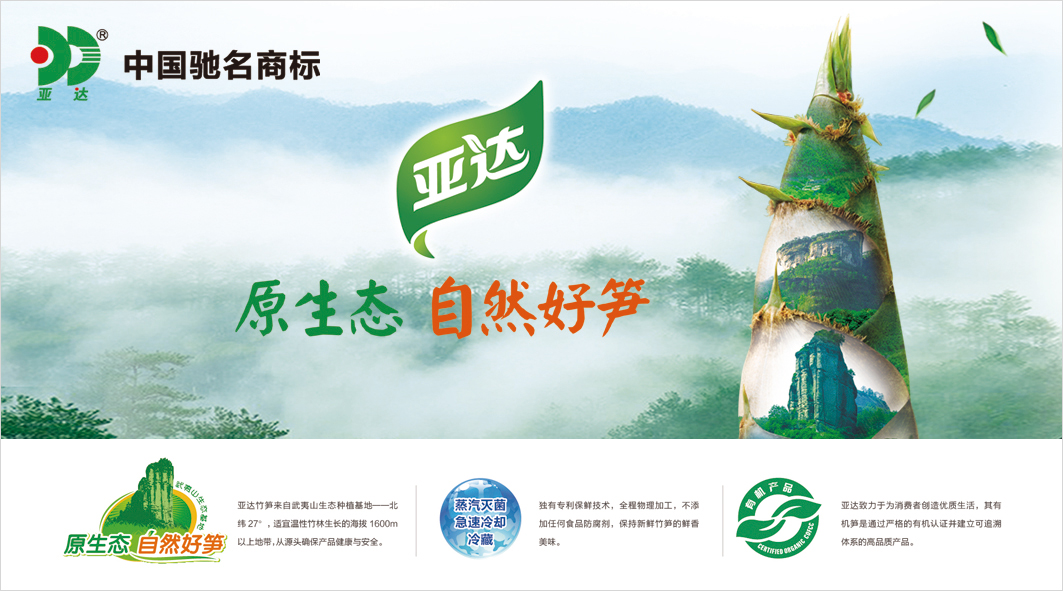 亚达
®
中国驰名商标
亚达
原生态 自然好笋
武夷山生态种植
原生态 自然好笋
亚达竹笋来自武夷山生态种植基地——北
纬27°，适宜温性竹林生长的海拔1600m
以上地带,从源头确保产品健康与安全。
蒸汽灭菌
急速冷却
冷藏
独有专利保鲜技术，全程物理加工，不添
加任何食品防腐剂，保持新鲜竹笋的鲜香
美味。
有机产品
CERTIFIED ORGANIC COFCC
亚达致力于为消费者创造优质生活，其有
机笋是通过严格的有机认证并建立可追溯
体系的高品质产品。